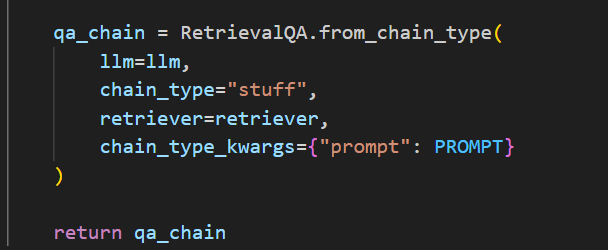 qa_chain = RetrievalQA.from_chain_type(
    llm=llm,
    chain_type="stuff",
    retriever=retriever,
    chain_type_kwargs={"prompt": PROMPT}
)
return qa_chain